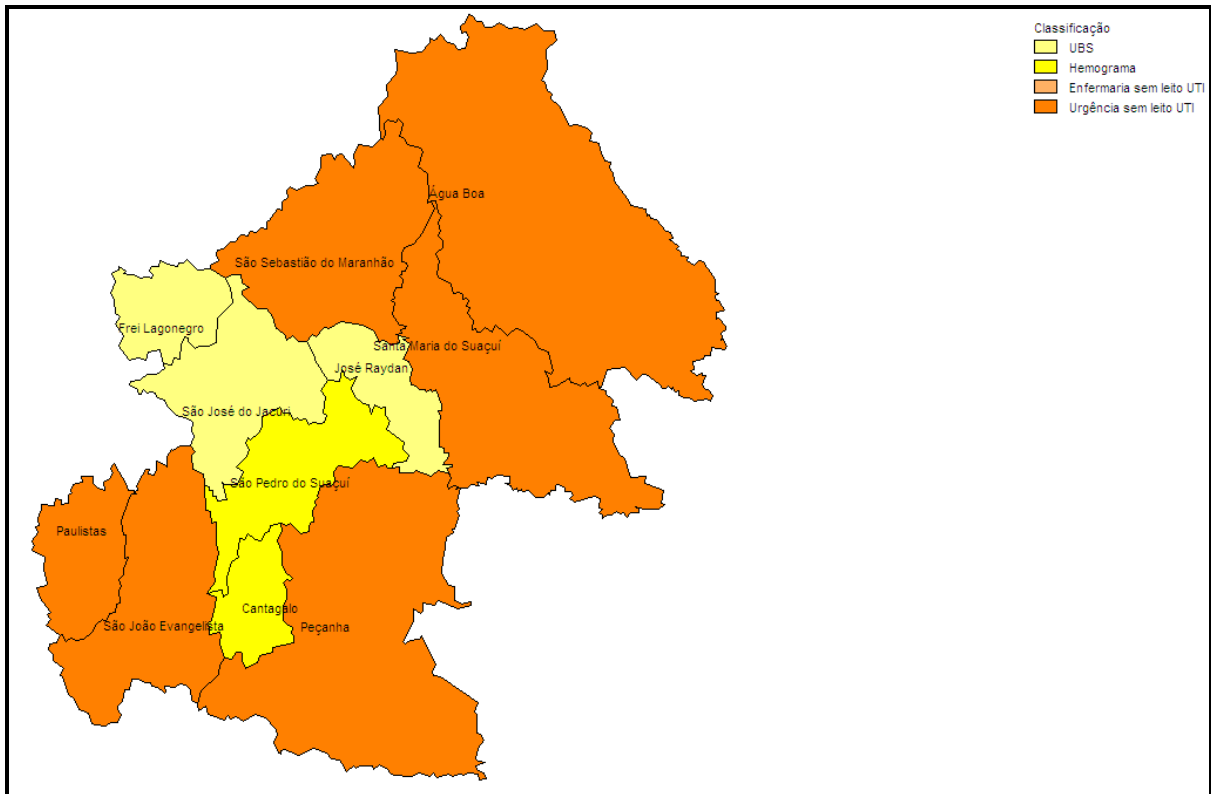 Classificação
UBS
Hemograma
Enfermaria sem leito UTI
Urgência sem leito UTI
Água Boa
São Sebastião do Maranhão
Frei Lagonegro
Santa Maria do Suaçuí
José Raydan
São José do Jacuri
São Pedro do Suaçuí
Paulistas
Cantagalo
São João Evangelista
Peçanha